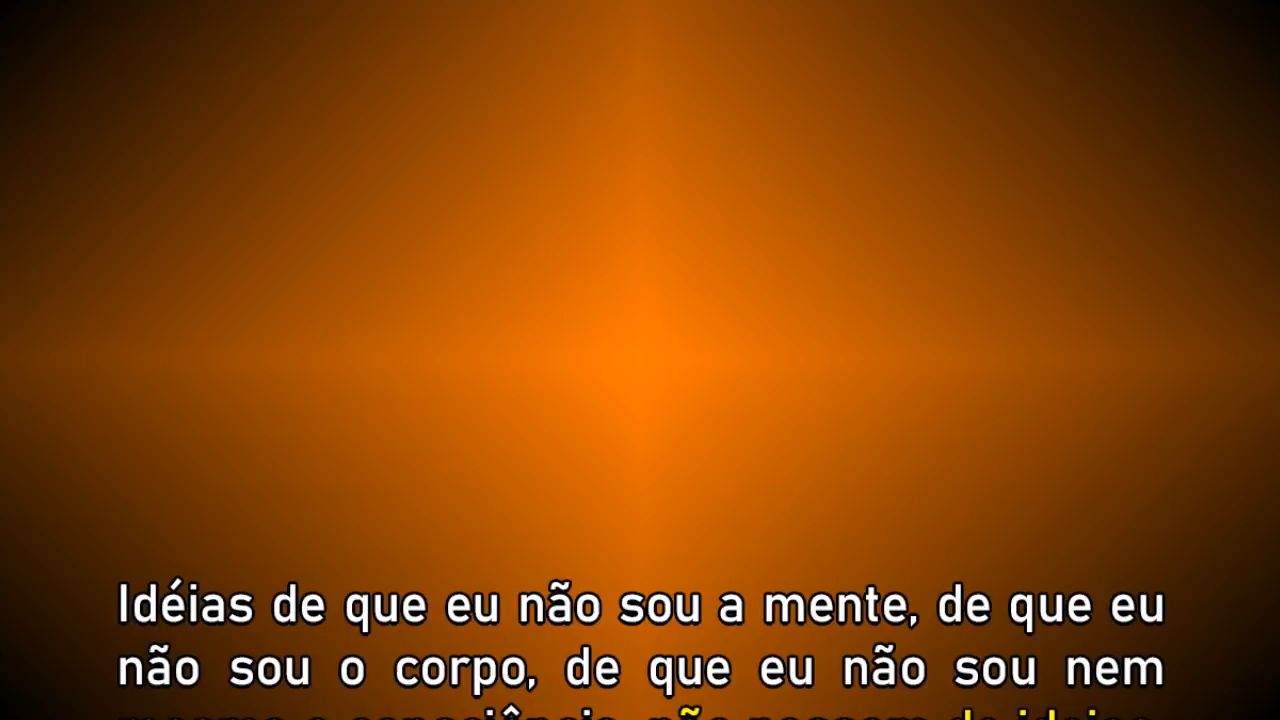 Idéias de que eu não sou a mente, de que eu
não sou o corpo, de que eu não sou nem